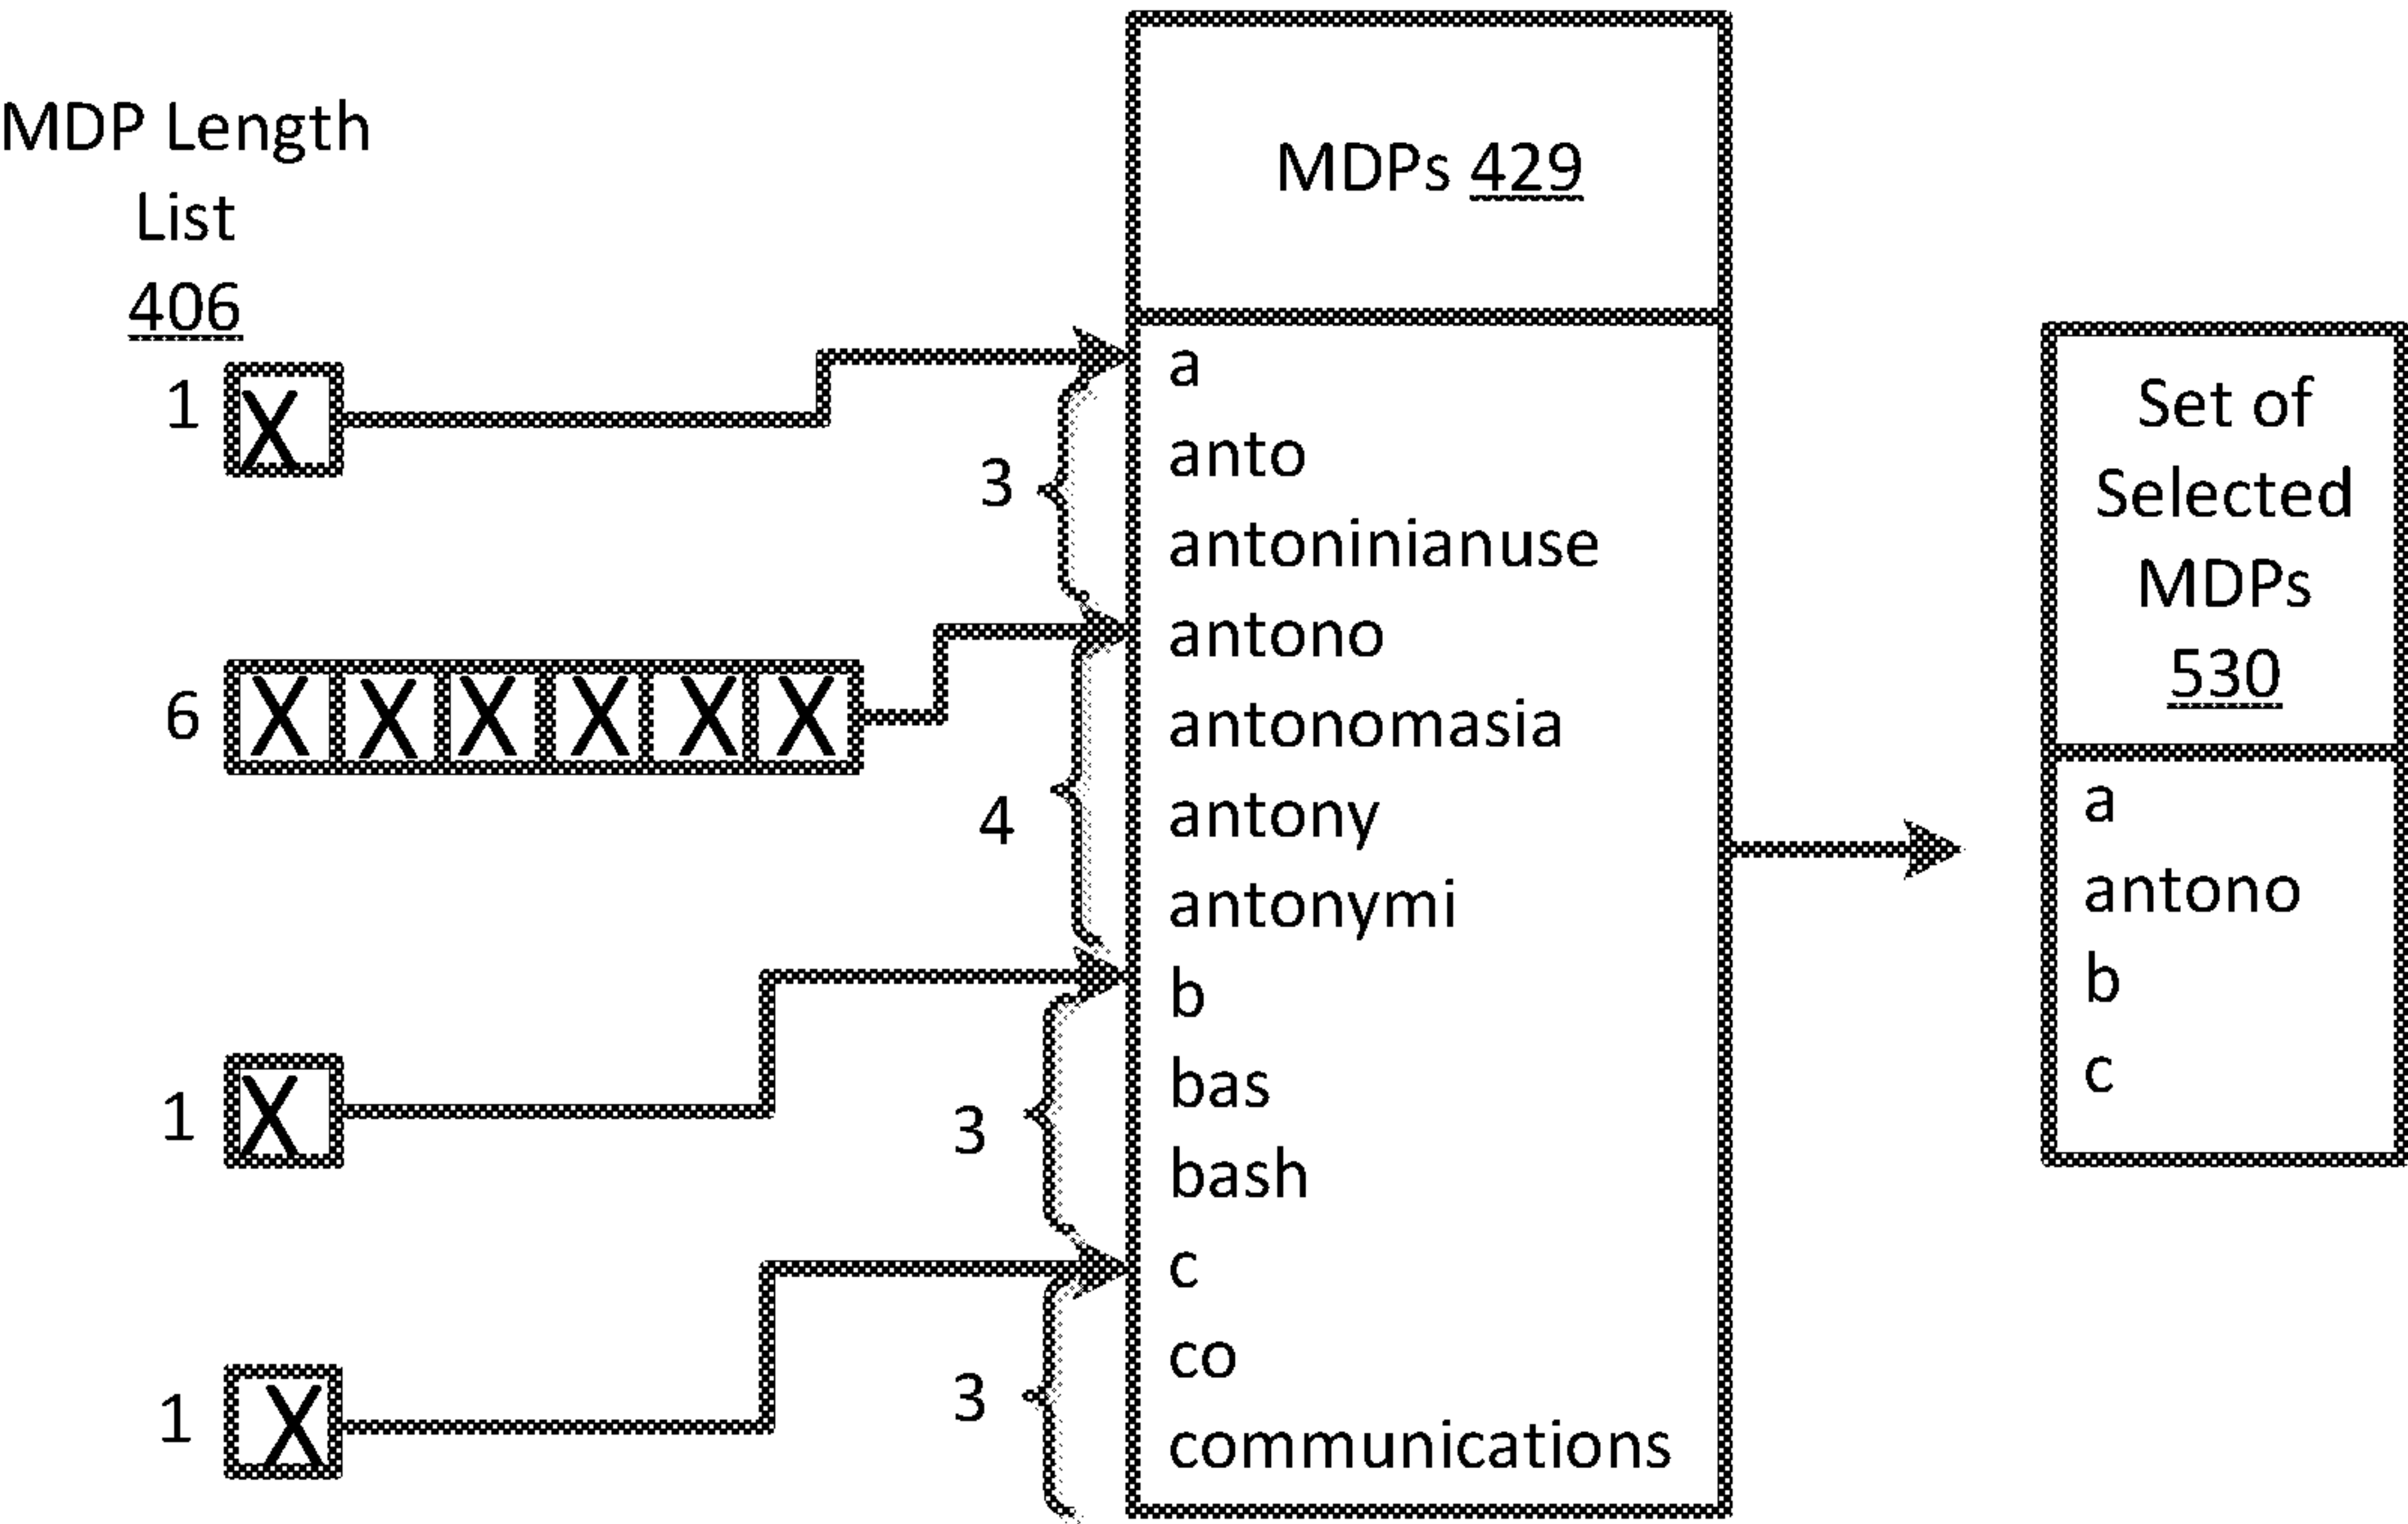 MDP Length
List
406
1
X
6
X X X X X X
1
X
1
X
3
4
3
3
MDPs 429
a
anto
antoninianuse
antono
antonomasia
antony
antonymi
b
bas
bash
c
co
communications
Set of
Selected
MDPs
530
a
antono
b
c